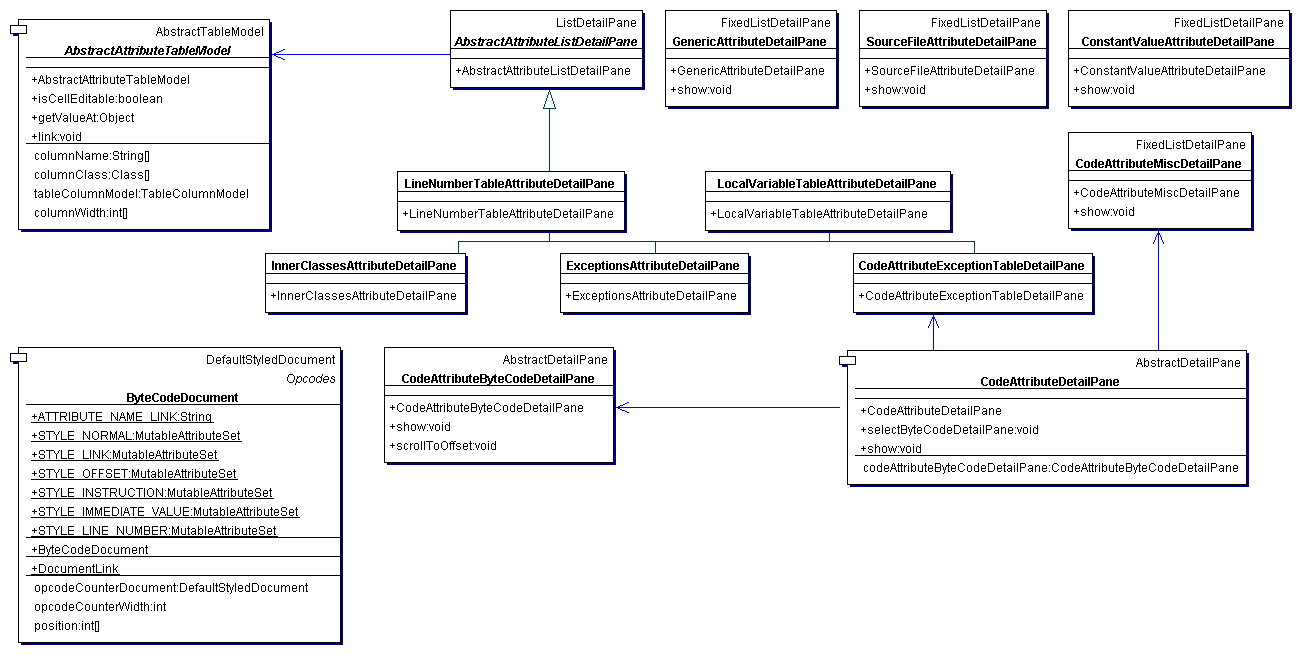 AbstractTableModel
AbstractAttributeTableModel
+AbstractAttributeTableModel
+isCellEditable:boolean
+getValueAt:Object
+link:void
columnName:String[]
columnClass:Class[]
tableColumnModel:TableColumnModel
columnWidth:int[]
ListDetailPane
AbstractAttributeListDetailPane
+AbstractAttributeListDetailPane
FixedListDetailPane
GenericAttributeDetailPane
+GenericAttributeDetailPane
+show:void
FixedListDetailPane
SourceFileAttributeDetailPane
+SourceFileAttributeDetailPane
+show:void
FixedListDetailPane
ConstantValueAttributeDetailPane
+ConstantValueAttributeDetailPane
+show:void
FixedListDetailPane
CodeAttributeMiscDetailPane
+CodeAttributeMiscDetailPane
+show:void
LineNumberTableAttributeDetailPane
+LineNumberTableAttributeDetailPane
LocalVariableTableAttributeDetailPane
+LocalVariableTableAttributeDetailPane
InnerClassesAttributeDetailPane
+InnerClassesAttributeDetailPane
ExceptionsAttributeDetailPane
+ExceptionsAttributeDetailPane
CodeAttributeExceptionTableDetailPane
+CodeAttributeExceptionTableDetailPane
DefaultStyledDocument
Opcodes
ByteCodeDocument
+ATTRIBUTE_NAME_LINK:String
+STYLE_NORMAL:MutableAttributeSet
+STYLE_LINK:MutableAttributeSet
+STYLE_OFFSET:MutableAttributeSet
+STYLE_INSTRUCTION:MutableAttributeSet
+STYLE_IMMEDIATE_VALUE:MutableAttributeSet
+STYLE_LINE_NUMBER:MutableAttributeSet
+ByteCodeDocument
+DocumentLink
opcodeCounterDocument:DefaultStyledDocument
opcodeCounterWidth:int
position:int[]
AbstractDetailPane
CodeAttributeByteCodeDetailPane
+CodeAttributeByteCodeDetailPane
+show:void
+scrollToOffset:void
AbstractDetailPane
CodeAttributeDetailPane
+CodeAttributeDetailPane
+selectByteCodeDetailPane:void
+show:void
codeAttributeByteCodeDetailPane:CodeAttributeByteCodeDetailPane